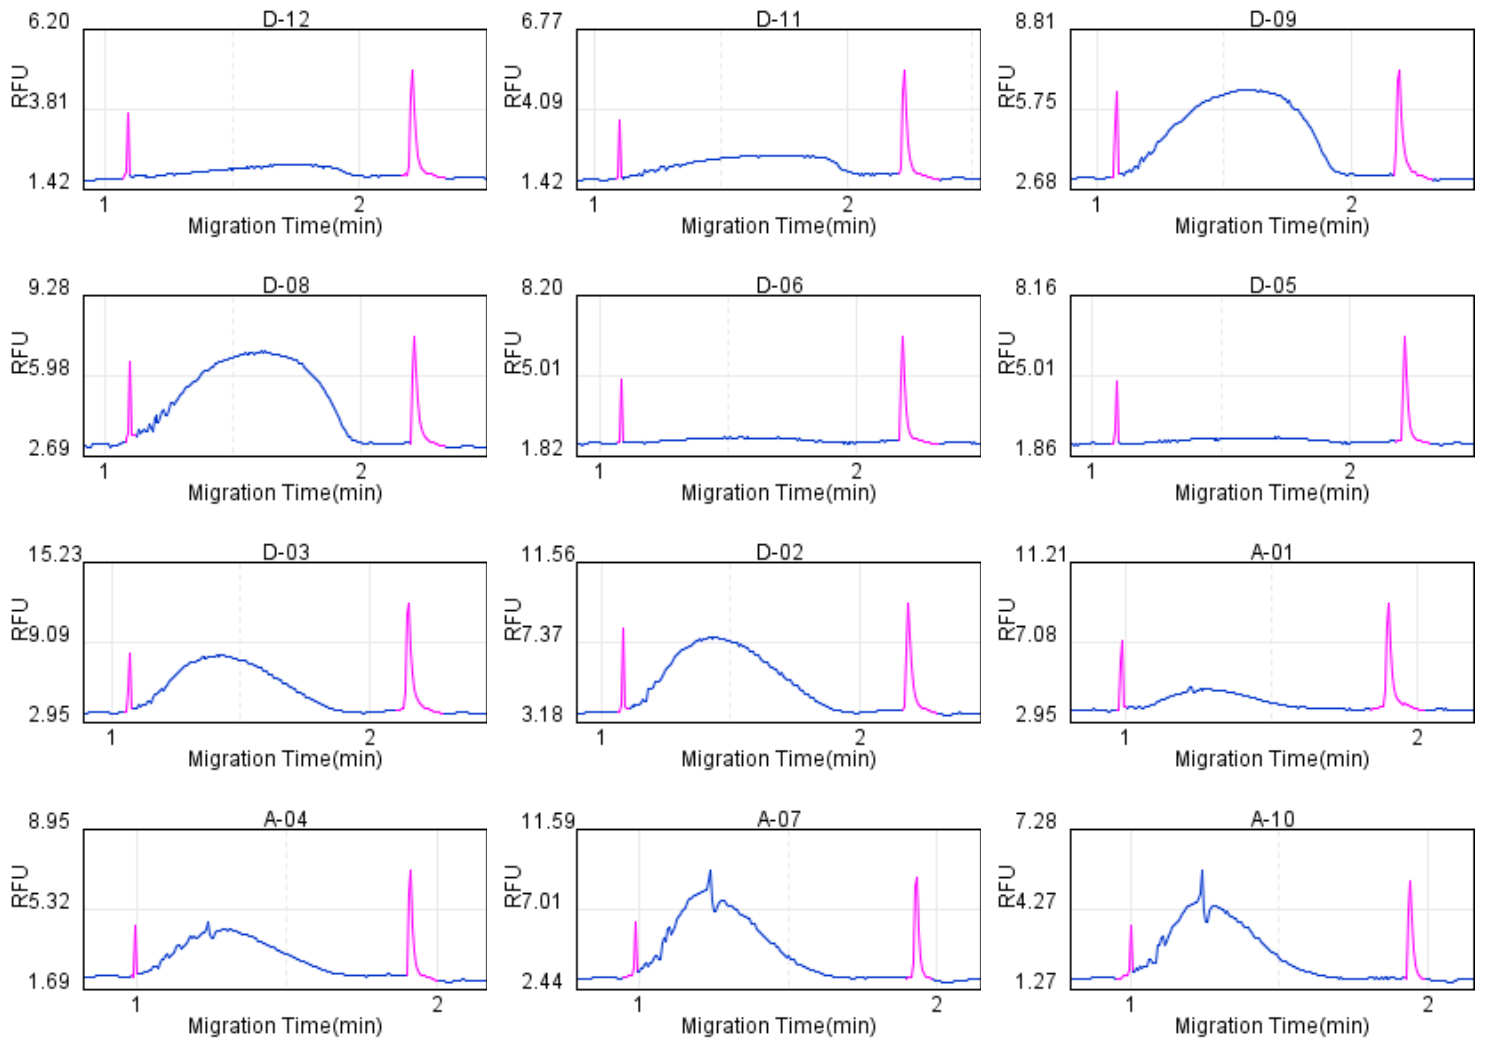 6.20 D-12
RFU
3.81
1.42
1 2
Migration Time(min)
6.77 D-11
RFU
4.09
1.42
1 2
Migration Time(min)
8.81 D-09
RFU
5.75
2.68
1 2
Migration Time(min)
9.28 D-08
RFU
5.98
2.69
1 2
Migration Time(min)
8.20 D-06
RFU
5.01
1.82
1 2
Migration Time(min)
8.16 D-05
RFU
5.01
1.86
1 2
Migration Time(min)
15.23 D-03
RFU
9.09
2.95
1 2
Migration Time(min)
11.56 D-02
RFU
7.37
3.18
1 2
Migration Time(min)
11.21 A-01
RFU
7.08
2.95
1 2
Migration Time(min)
8.95 A-04
RFU
5.32
1.69
1 2
Migration Time(min)
11.59 A-07
RFU
7.01
2.44
1 2
Migration Time(min)
7.28 A-10
RFU
4.27
1.27
1 2
Migration Time(min)